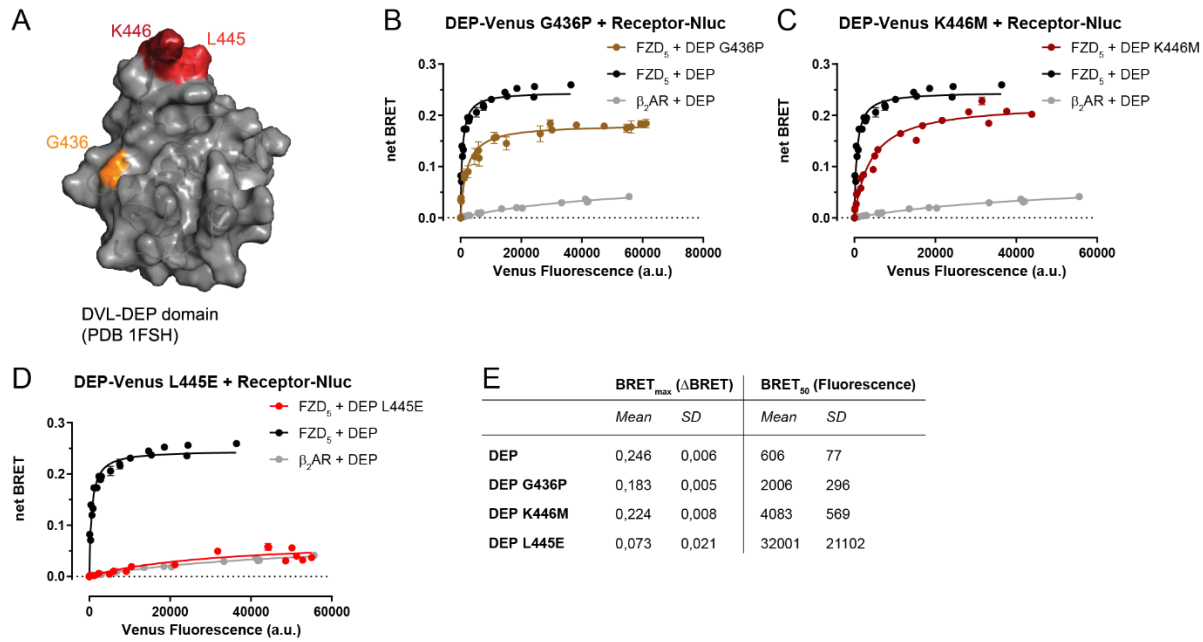 A
K446
L445
G436
DVL-DEP domain
(PDB 1FSH)
B
DEP-Venus G436P + Receptor-Nluc
FZD5 + DEP G436P
FZD5 + DEP
β2AR + DEP
net BRET
0.3
0.2
0.1
0.0
0
20000
40000
60000
80000
Venus Fluorescence (a.u.)
C
DEP-Venus K446M + Receptor-Nluc
FZD5 + DEP K446M
FZD5 + DEP
β2AR + DEP
net BRET
0.3
0.2
0.1
0.0
0
20000
40000
60000
Venus Fluorescence (a.u.)
D
DEP-Venus L445E + Receptor-Nluc
FZD5 + DEP L445E
FZD5 + DEP
β2AR + DEP
net BRET
0.3
0.2
0.1
0.0
0
20000
40000
60000
Venus Fluorescence (a.u.)
E
BRETmax (ΔBRET) BRET50 (Fluorescence)
Mean SD Mean SD
DEP 0,246 0,006 606 77
DEP G436P 0,183 0,005 2006 296
DEP K446M 0,224 0,008 4083 569
DEP L445E 0,073 0,021 32001 21102